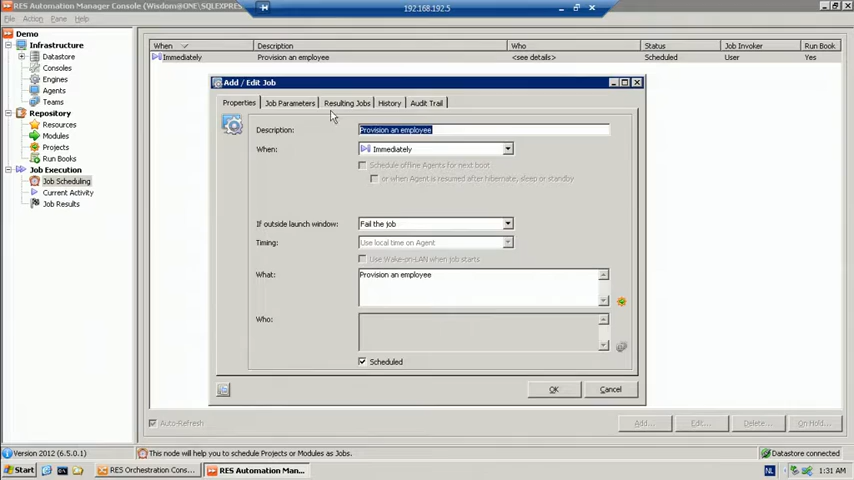 RES Automation Manager Console (Wisdom@ONE\SQLEXPRES
192.168.192.5
File Action Pane Help
Demo
Infrastructure
Datastore
Consoles
Engines
Agents
Teams
Repository
Resources
Modules
Projects
Run Books
Job Execution
Job Scheduling
Current Activity
Job Results
When Description Who Status Job Invoker Run Book
Immediately Provision an employee <see details> Scheduled User Yes
Add / Edit Job
Properties Job Parameters Resulting Jobs History Audit Trail
Description: Provision an employee
When: Immediately
Schedule offline Agents for next boot
or when Agent is resumed after hibernate, sleep or standby
If outside launch window: Fail the job
Timing: Use local time on Agent
Use Wake-on-LAN when job starts
What: Provision an employee
Who:
Scheduled
OK Cancel
Auto-Refresh Add... Edit... Delete... On Hold...
Version 2012 (6.5.0.1) This node will help you to schedule Projects or Modules as Jobs. Datastore connected
Start RES Orchestration Cons... RES Automation Mana... NL 1:31 AM